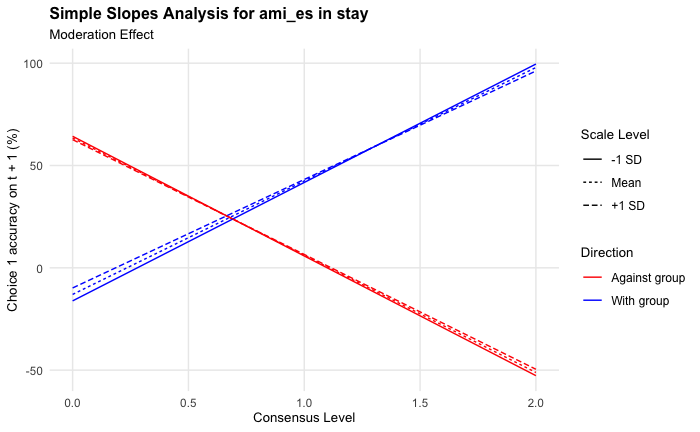 Simple Slopes Analysis for ami_es in stay
Moderation Effect
Choice 1 accuracy on t + 1 (%)
100
50
0
-50
0.0
0.5
1.0
1.5
2.0
Consensus Level
Scale Level
-1 SD
Mean
+1 SD
Direction
Against group
With group